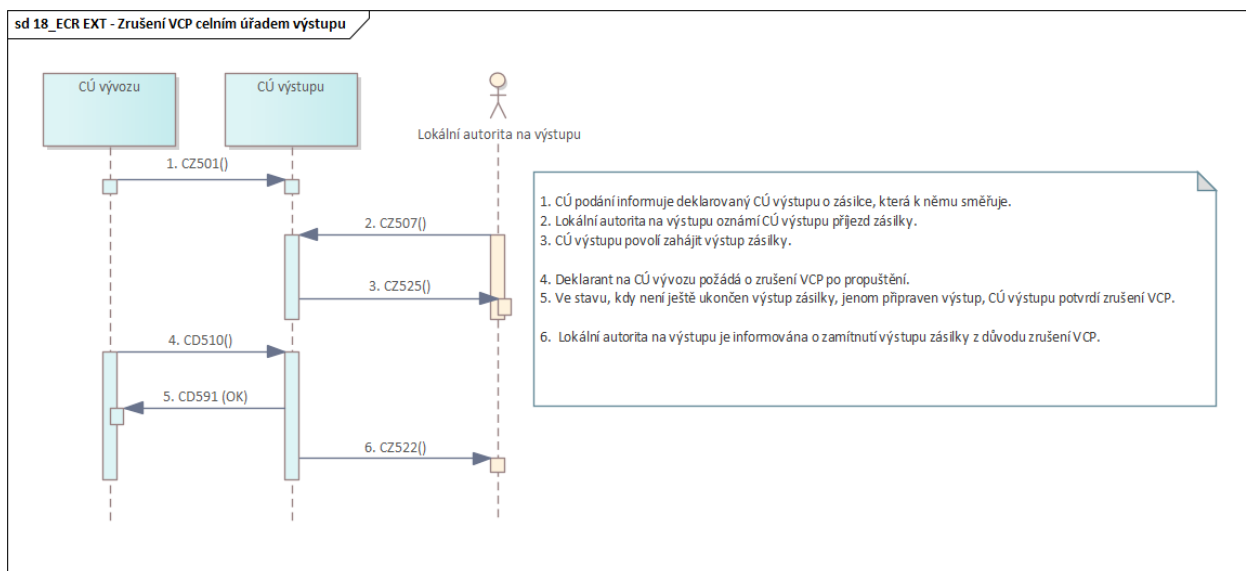 sd 18_ECR EXT - Zrušení VCP celním úřadem výstupu
CÚ vývozu
CÚ výstupu
Lokální autorita na výstupu
1. CZ501()
2. CZ507()
3. CZ525()
4. CD510()
5. CD591 (OK)
6. CZ522()
1. CÚ podání informuje deklarovaný CÚ výstupu o zásilce, která k němu směřuje.
2. Lokální autorita na výstupu oznámí CÚ výstupu příjezd zásilky.
3. CÚ výstupu povolí zahájit výstup zásilky.
4. Deklarant na CÚ vývozu požádá o zrušení VCP po propuštění.
5. Ve stavu, kdy není ještě ukončen výstup zásilky, jenom připraven výstup, CÚ výstupu potvrdí zrušení VCP.
6. Lokální autorita na výstupu je informována o zamítnutí výstupu zásilky z důvodu zrušení VCP.